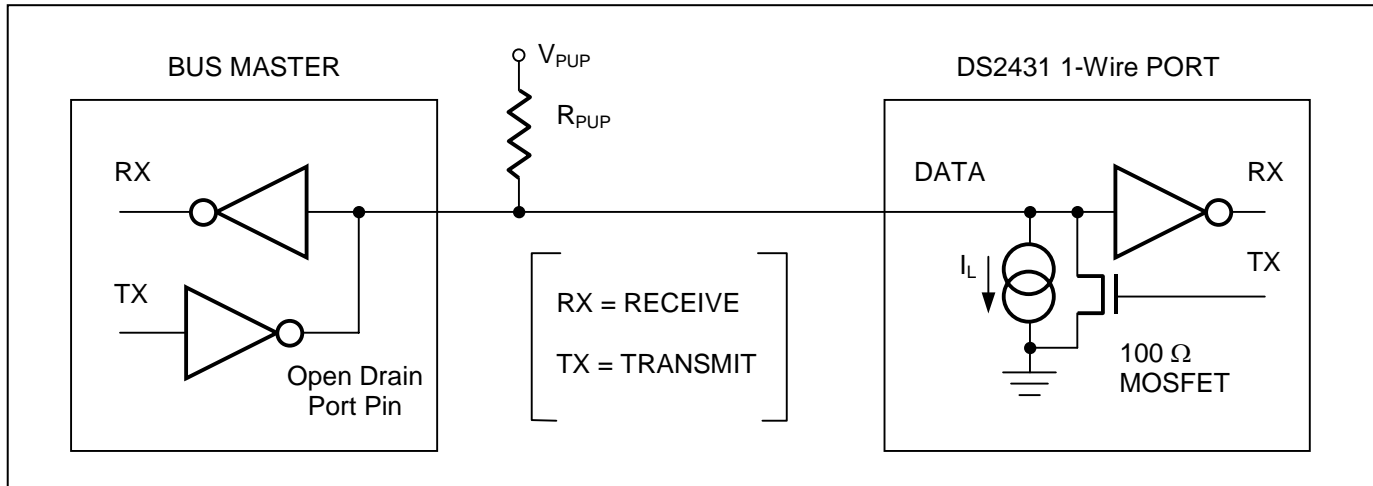 BUS MASTER
RX
TX
Open Drain
Port Pin
VPUP
RPUP
RX = RECEIVE
TX = TRANSMIT
DS2431 1-Wire PORT
DATA
RX
TX
IL
100 Ω
MOSFET